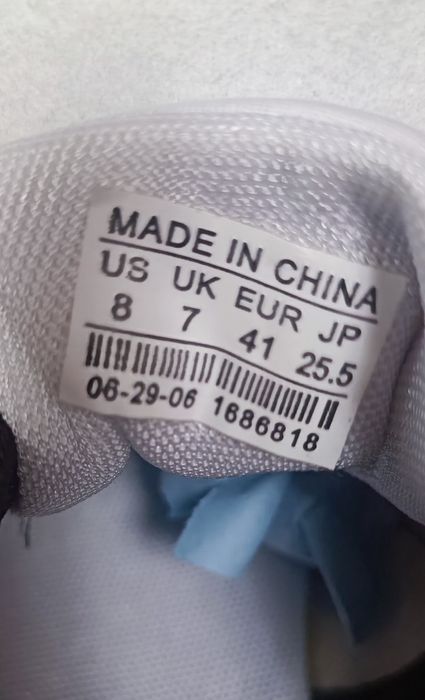 MADE IN CHINA
US UK EUR JP
8 7 41 25.5
06-29-06 1686818